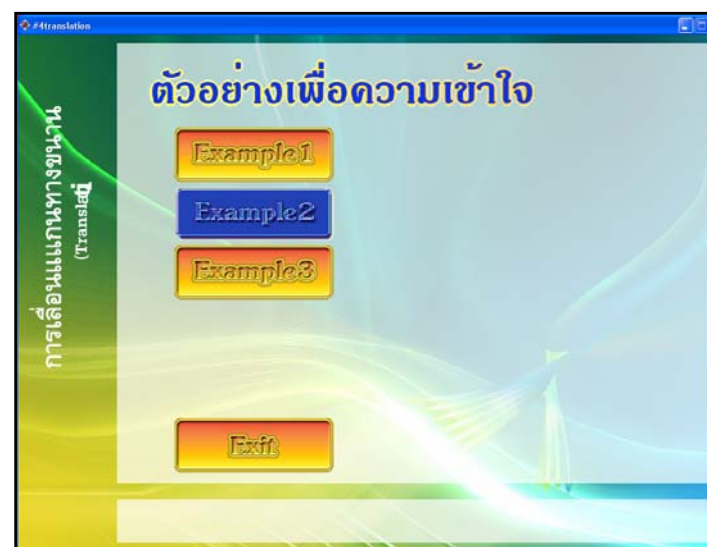 #4translation
ตัวอย่างเพื่อความเข้าใจ
Example1
Example2
Example3
Exit
การเลื่อนแแกนทางขนาน